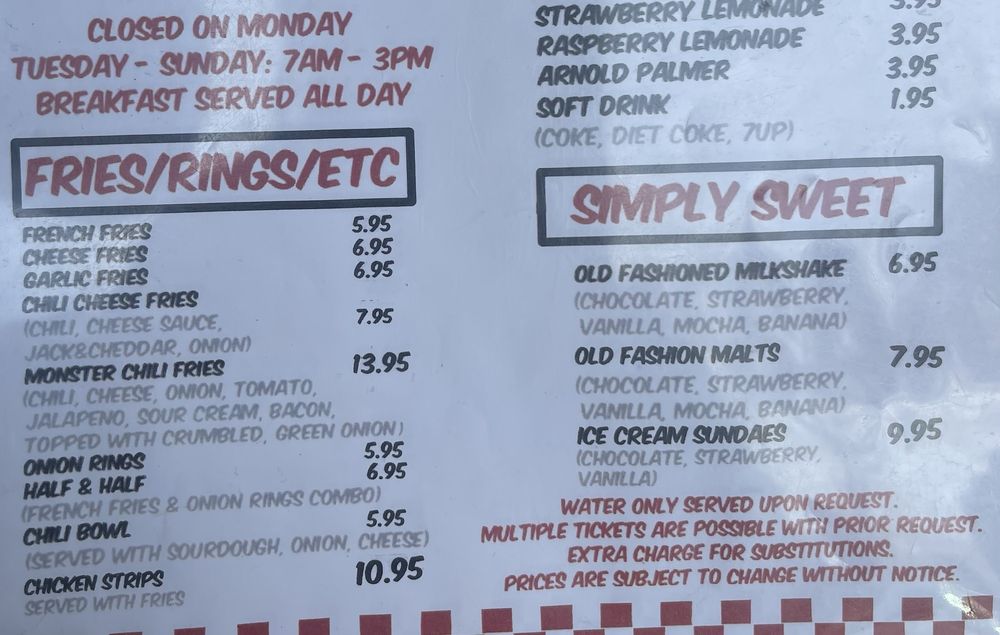 CLOSED ON MONDAY
TUESDAY - SUNDAY: 7AM - 3PM
BREAKFAST SERVED ALL DAY
FRIES/RINGS/ETC
FRENCH FRIES 5.95
CHEESE FRIES 6.95
GARLIC FRIES 6.95
CHILI CHEESE FRIES
(CHILI, CHEESE SAUCE, 7.95
JACK&CHEDDAR, ONION)
MONSTER CHILI FRIES 13.95
(CHILI, CHEESE, ONION, TOMATO,
JALAPENO, SOUR CREAM, BACON,
TOPPED WITH CRUMBLED, GREEN ONION)
ONION RINGS 5.95
HALF & HALF 6.95
(FRENCH FRIES & ONION RINGS COMBO)
CHILI BOWL 5.95
(SERVED WITH SOURDOUGH, ONION, CHEESE)
CHICKEN STRIPS 10.95
SERVED WITH FRIES
STRAWBERRY LEMONADE 3.95
RASPBERRY LEMONADE 3.95
ARNOLD PALMER 3.95
SOFT DRINK 1.95
(COKE, DIET COKE, 7UP)
SIMPLY SWEET
OLD FASHIONED MILKSHAKE 6.95
(CHOCOLATE, STRAWBERRY,
VANILLA, MOCHA, BANANA)
OLD FASHION MALTS 7.95
(CHOCOLATE, STRAWBERRY,
VANILLA, MOCHA, BANANA)
ICE CREAM SUNDAES 9.95
(CHOCOLATE, STRAWBERRY,
VANILLA)
WATER ONLY SERVED UPON REQUEST.
MULTIPLE TICKETS ARE POSSIBLE WITH PRIOR REQUEST.
EXTRA CHARGE FOR SUBSTITUTIONS.
PRICES ARE SUBJECT TO CHANGE WITHOUT NOTICE.